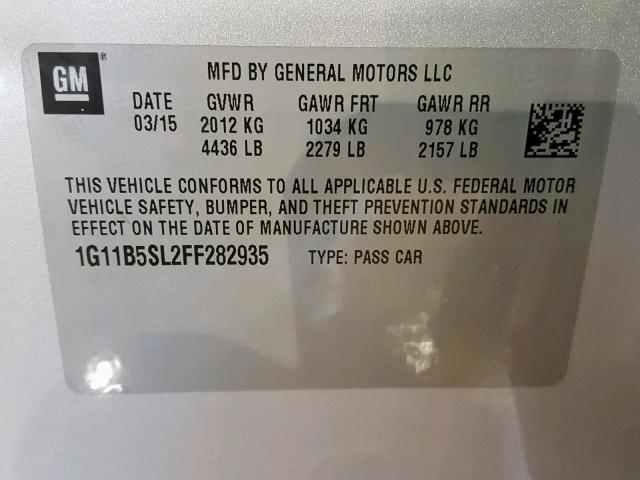 GM ®
MFD BY GENERAL MOTORS LLC
DATE GVWR GAWR FRT GAWR RR
03/15 2012 KG 1034 KG 978 KG
4436 LB 2279 LB 2157 LB
THIS VEHICLE CONFORMS TO ALL APPLICABLE U.S. FEDERAL MOTOR
VEHICLE SAFETY, BUMPER, AND THEFT PREVENTION STANDARDS IN
EFFECT ON THE DATE OF MANUFACTURE SHOWN ABOVE.
1G11B5SL2FF282935 TYPE: PASS CAR